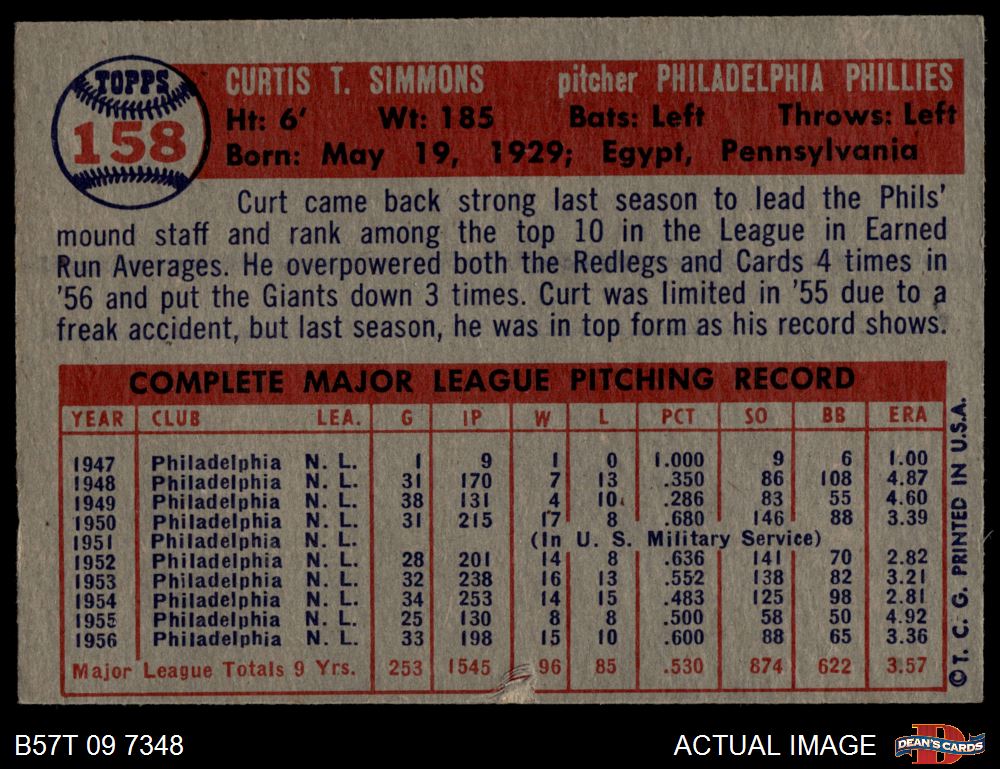 TOPPS
158
CURTIS T. SIMMONS pitcher PHILADELPHIA PHILLIES
Ht: 6' Wt: 185 Bats: Left Throws: Left
Born: May 19, 1929; Egypt, Pennsylvania
Curt came back strong last season to lead the Phils'
mound staff and rank among the top 10 in the League in Earned
Run Averages. He overpowered both the Redlegs and Cards 4 times in
'56 and put the Giants down 3 times. Curt was limited in '55 due to a
freak accident, but last season, he was in top form as his record shows.
COMPLETE MAJOR LEAGUE PITCHING RECORD
YEAR CLUB LEA. G IP W L PCT SO BB ERA
1947 Philadelphia N. L. 1 9 1 0 1.000 9 6 1.00
1948 Philadelphia N. L. 31 170 7 13 .350 86 108 4.87
1949 Philadelphia N. L. 38 131 4 10 .286 83 55 4.60
1950 Philadelphia N. L. 31 215 17 8 .680 146 88 3.39
1951 Philadelphia N. L. (In U. S. Military Service)
1952 Philadelphia N. L. 28 201 14 8 .636 141 70 2.82
1953 Philadelphia N. L. 32 238 16 13 .552 138 82 3.21
1954 Philadelphia N. L. 34 253 14 15 .483 125 98 2.81
1955 Philadelphia N. L. 25 130 8 8 .500 58 50 4.92
1956 Philadelphia N. L. 33 198 15 10 .600 88 65 3.36
Major League Totals 9 Yrs. 253 1545 96 85 .530 874 622 3.57
© T. C. G. PRINTED IN U.S.A.
B57T 09 7348
ACTUAL IMAGE
D
DEAN'S CARDS